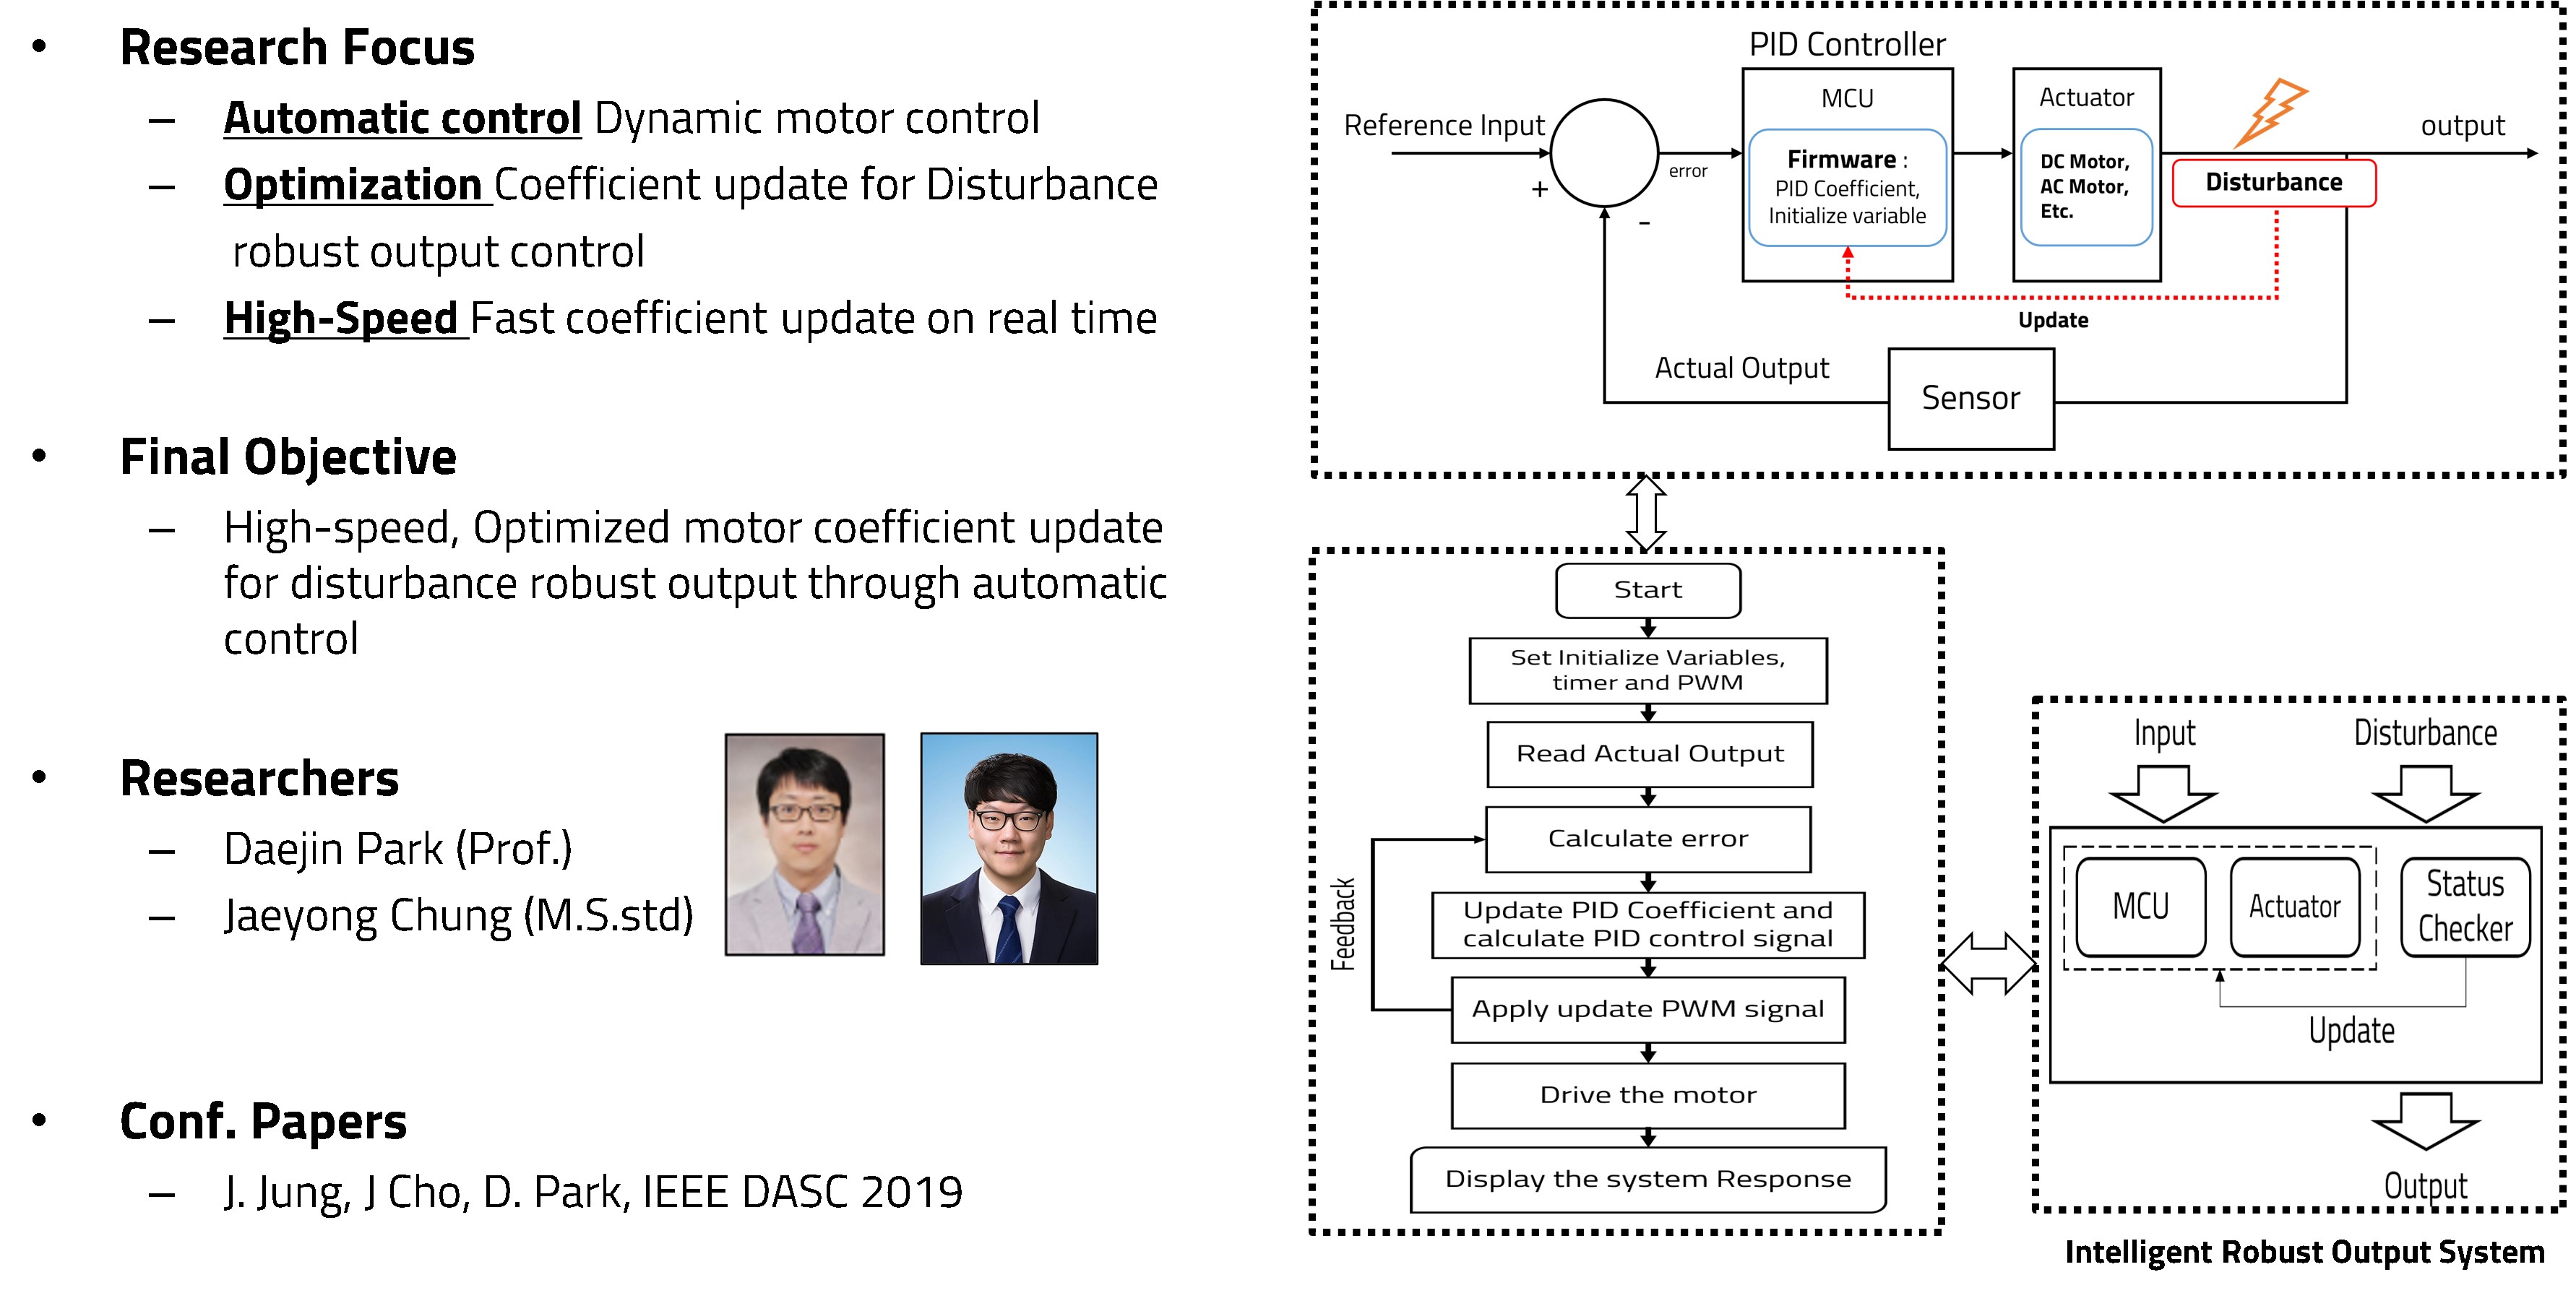 • Research Focus
– Automatic control Dynamic motor control
– Optimization Coefficient update for Disturbance
robust output control
– High-Speed Fast coefficient update on real time
• Final Objective
– High-speed, Optimized motor coefficient update
for disturbance robust output through automatic
control
• Researchers
– Daejin Park (Prof.)
– Jaeyong Chung (M.S.std)
• Conf. Papers
– J. Jung, J Cho, D. Park, IEEE DASC 2019
PID Controller
Reference Input
+
-
error
MCU
Firmware :
PID Coefficient,
Initialize variable
Actuator
DC Motor,
AC Motor,
Etc.
output
Disturbance
Update
Actual Output
Sensor
Start
Set Initialize Variables,
timer and PWM
Read Actual Output
Calculate error
Update PID Coefficient and
calculate PID control signal
Feedback
Apply update PWM signal
Drive the motor
Display the system Response
Input
Disturbance
MCU
Actuator
Status
Checker
Update
Output
Intelligent Robust Output System